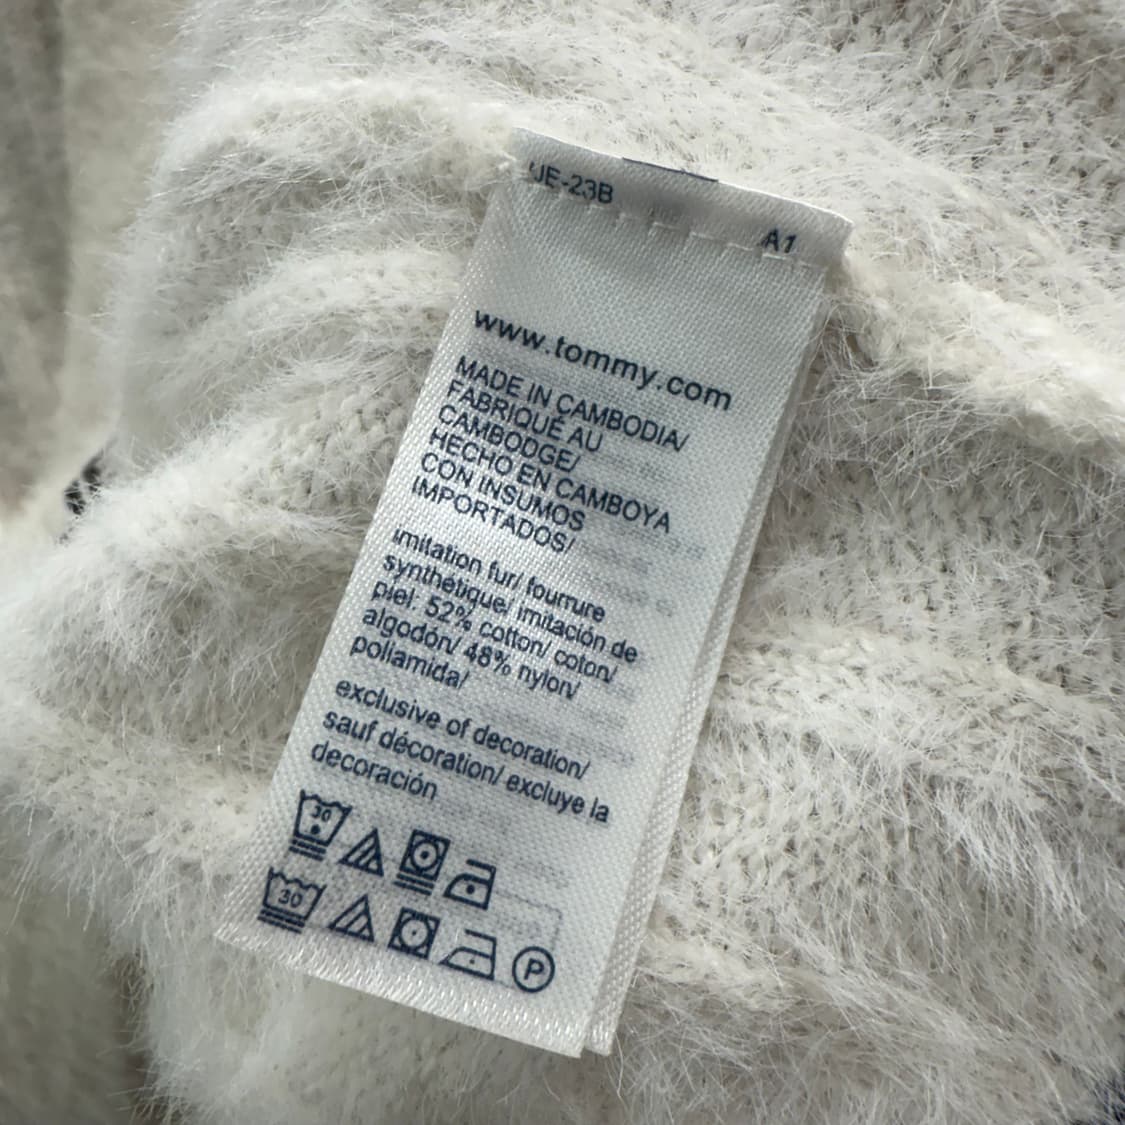 UE-23B
A1
www.tommy.com
MADE IN CAMBODIA/
FABRIQUÉ AU
CAMBODGE/
HECHO EN CAMBOYA
CON INSUMOS
IMPORTADOS/
imitation fur/ fourrure
synthétique/ imitación de
piel: 52% cotton/ coton/
algodón/ 48% nylon/
poliamida/
exclusive of decoration/
sauf décoration/ excluye la
decoración
30
30
P